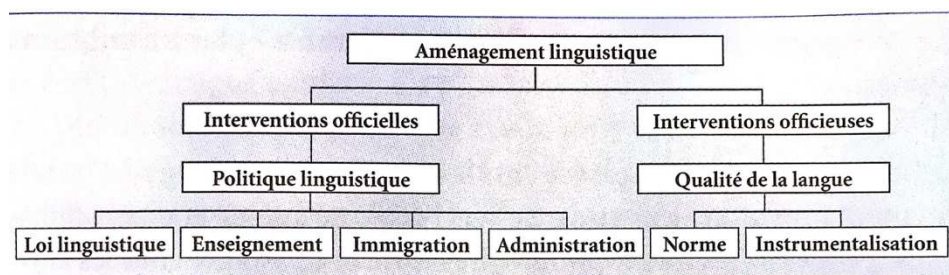 Aménagement linguistique
Interventions officielles
Interventions officieuses
Politique linguistique
Qualité de la langue
Loi linguistique
Enseignement
Immigration
Administration
Norme
Instrumentalisation